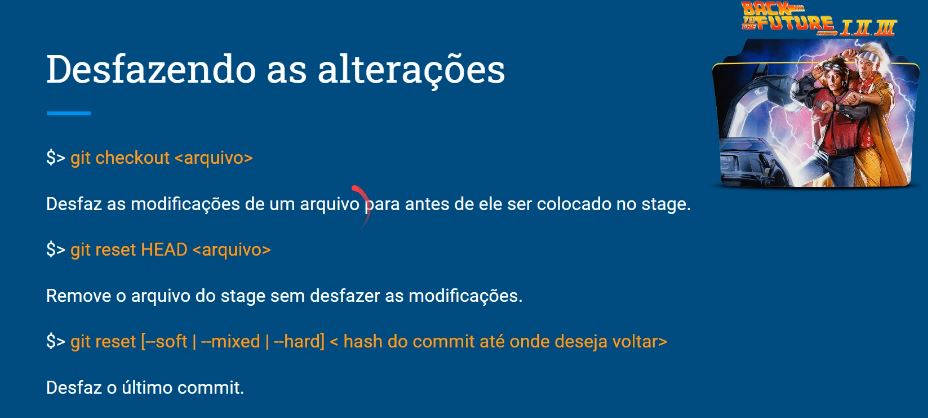 BACK
TO THE
FUTURE I. II. III
Desfazendo as alterações
$> git checkout <arquivo>
Desfaz as modificações de um arquivo para antes de ele ser colocado no stage.
$> git reset HEAD <arquivo>
Remove o arquivo do stage sem desfazer as modificações.
$> git reset [--soft | --mixed | --hard] < hash do commit até onde deseja voltar>
Desfaz o último commit.